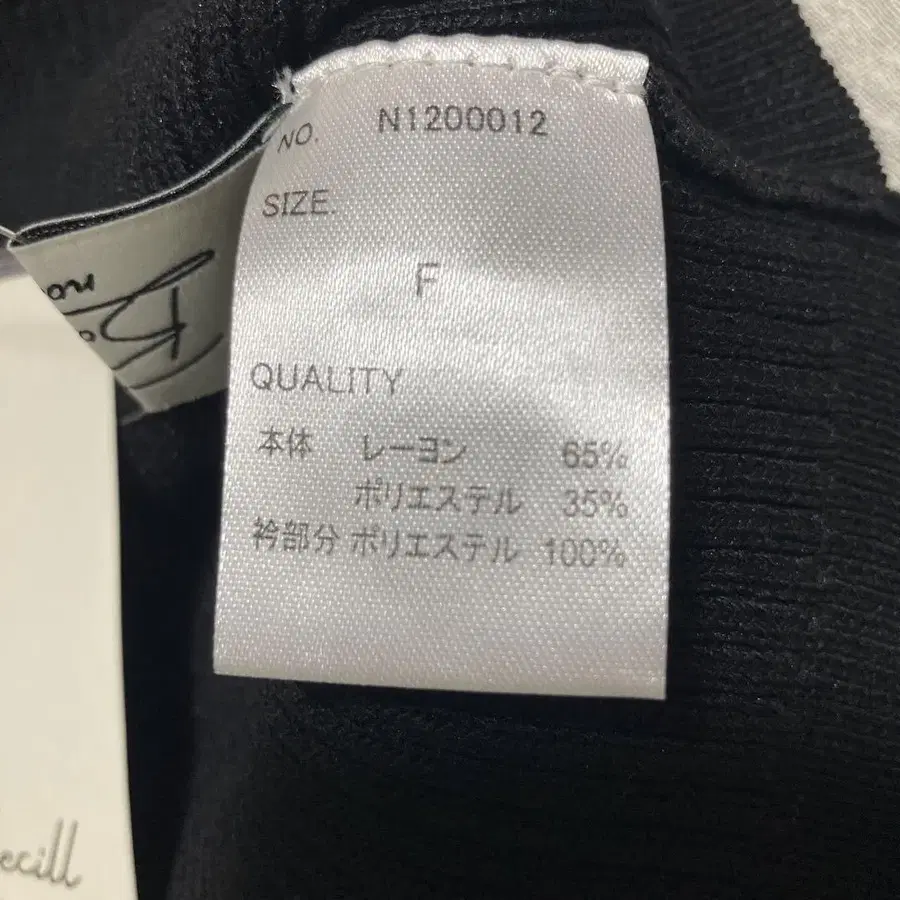 NO. N1200012
SIZE.
F
QUALITY
本体 レーヨン 65%
ポリエステル 35%
衿部分 ポリエステル 100%